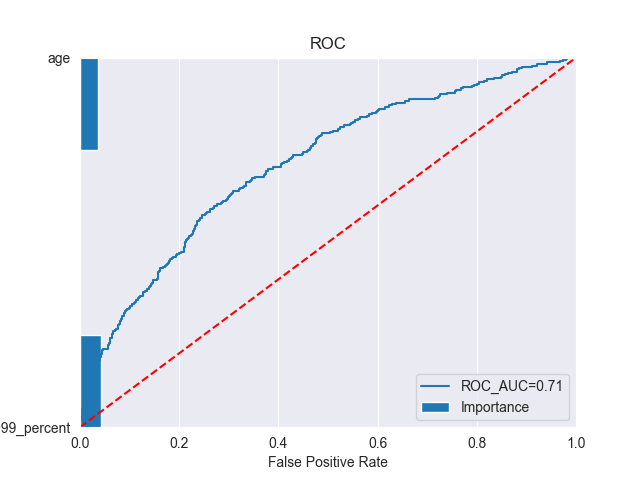 ROC
age
99_percent
0.0
0.2
0.4
0.6
0.8
1.0
False Positive Rate
ROC_AUC=0.71
Importance